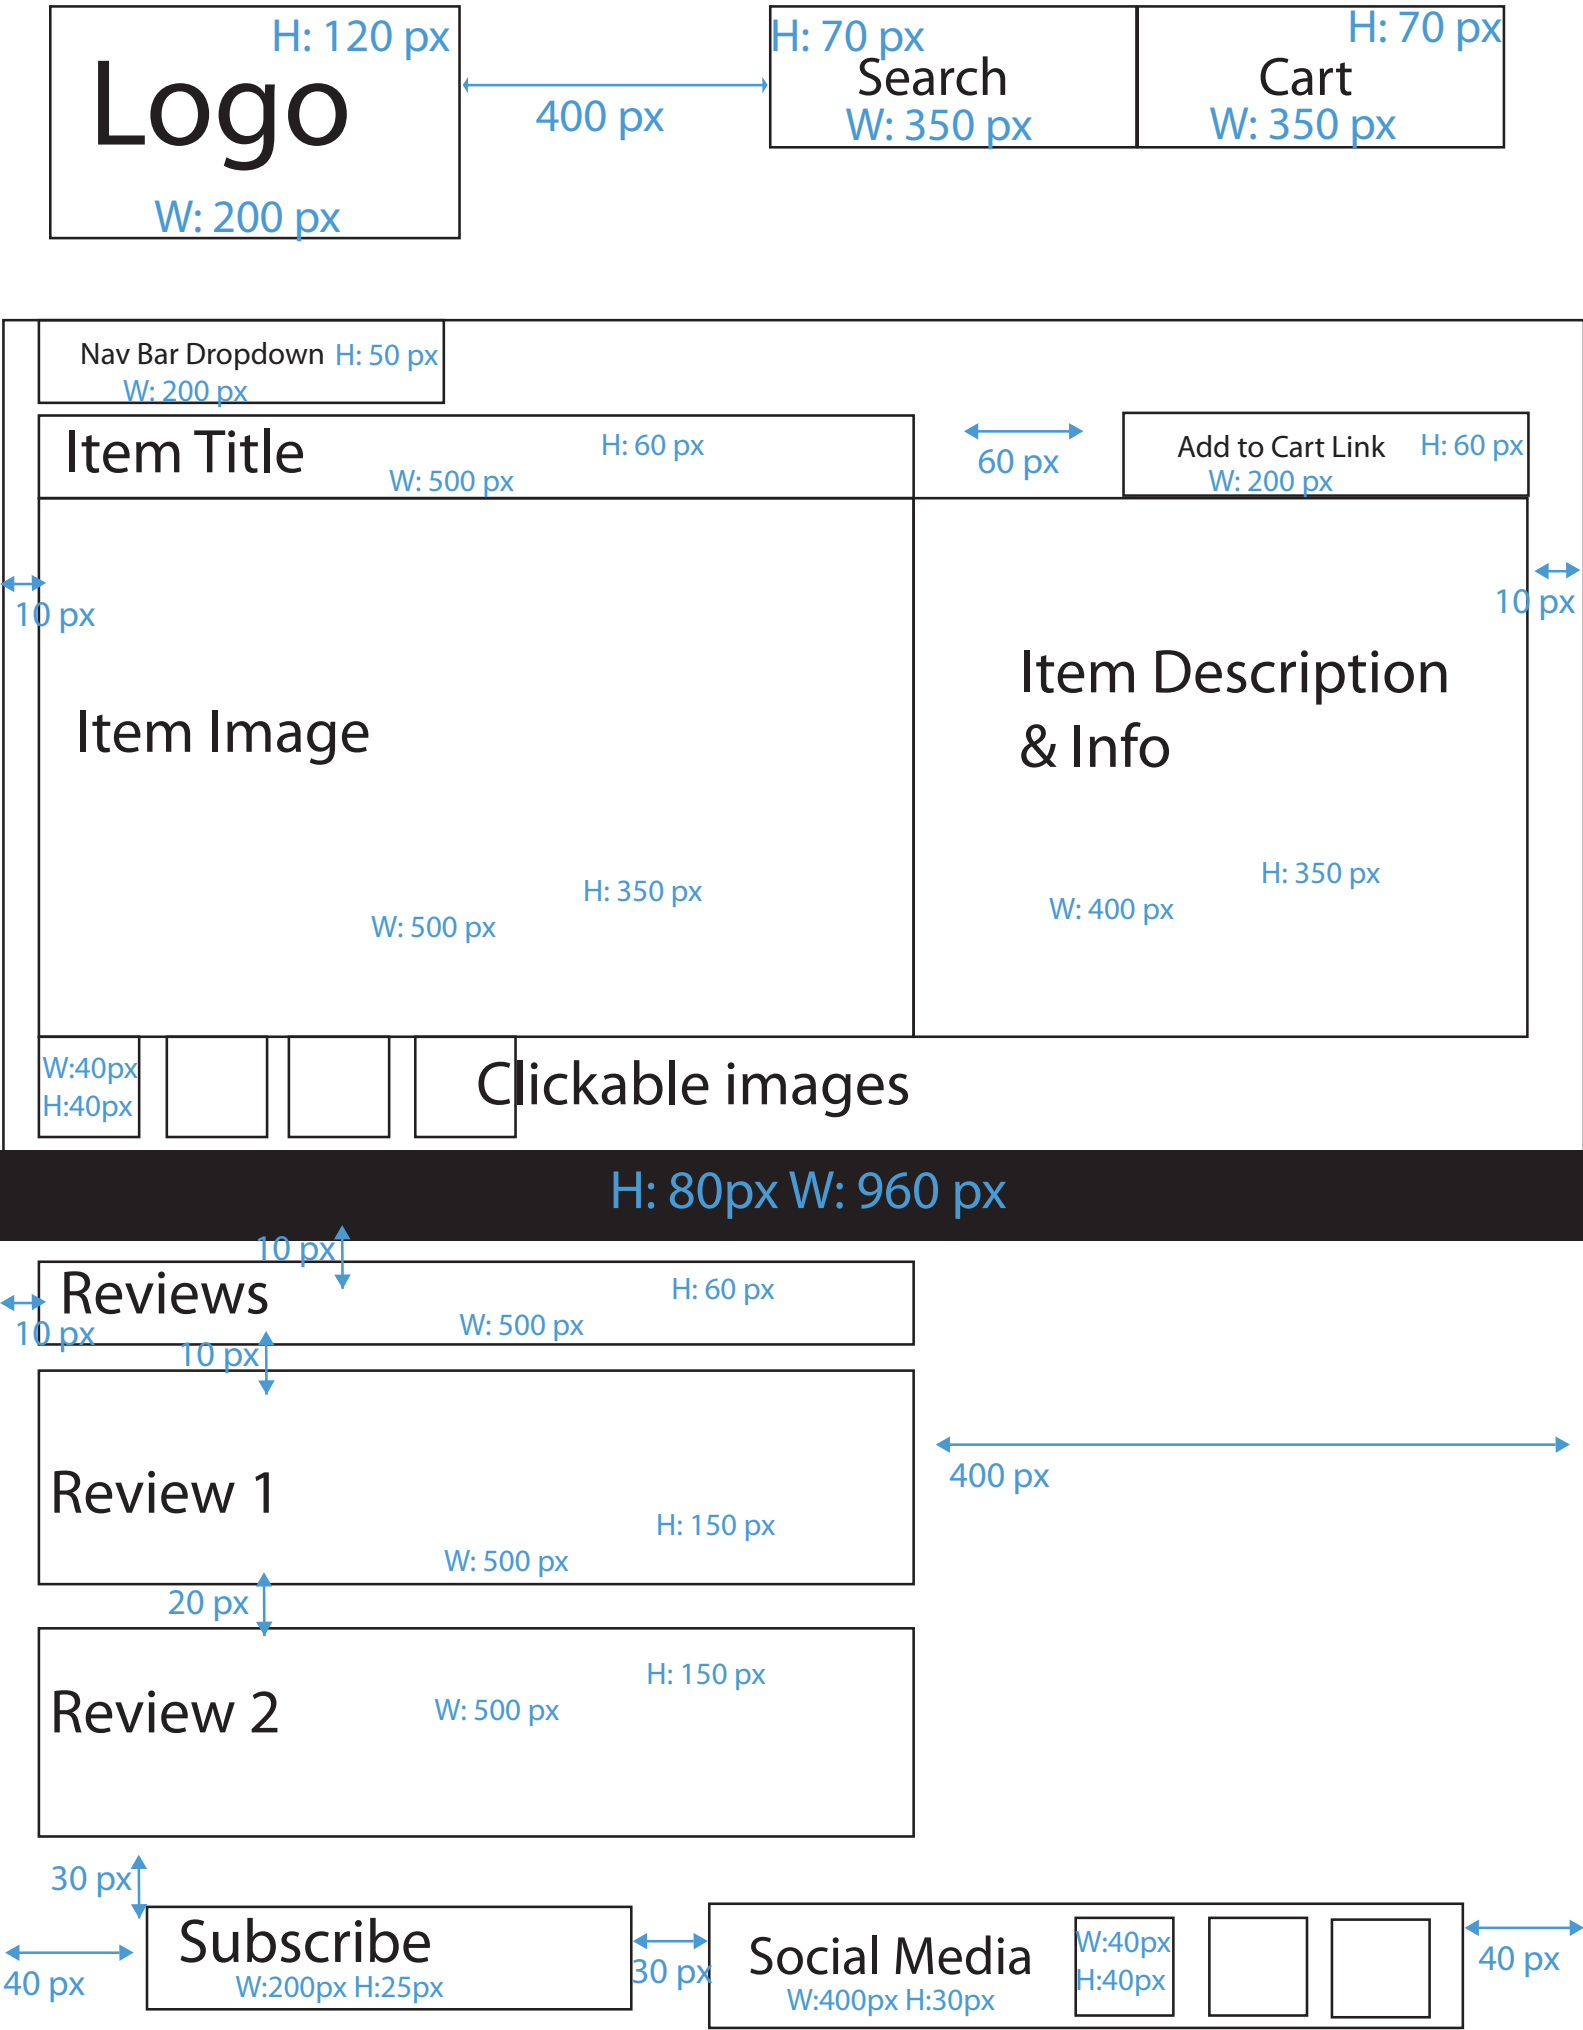 H: 120 px
Logo
W: 200 px
400 px
H: 70 px
Search
W: 350 px
H: 70 px
Cart
W: 350 px
Nav Bar Dropdown H: 50 px
W: 200 px
Item Title
H: 60 px
W: 500 px
60 px
Add to Cart Link H: 60 px
W: 200 px
10 px
10 px
Item Image
H: 350 px
W: 500 px
Item Description
& Info
H: 350 px
W: 400 px
W:40px
H:40px
Clickable images
H: 80px W: 960 px
10 px
Reviews
H: 60 px
W: 500 px
10 px
10 px
Review 1
H: 150 px
W: 500 px
400 px
20 px
Review 2
H: 150 px
W: 500 px
30 px
40 px
Subscribe
W:200px H:25px
30 px
Social Media
W:400px H:30px
W:40px
H:40px
40 px